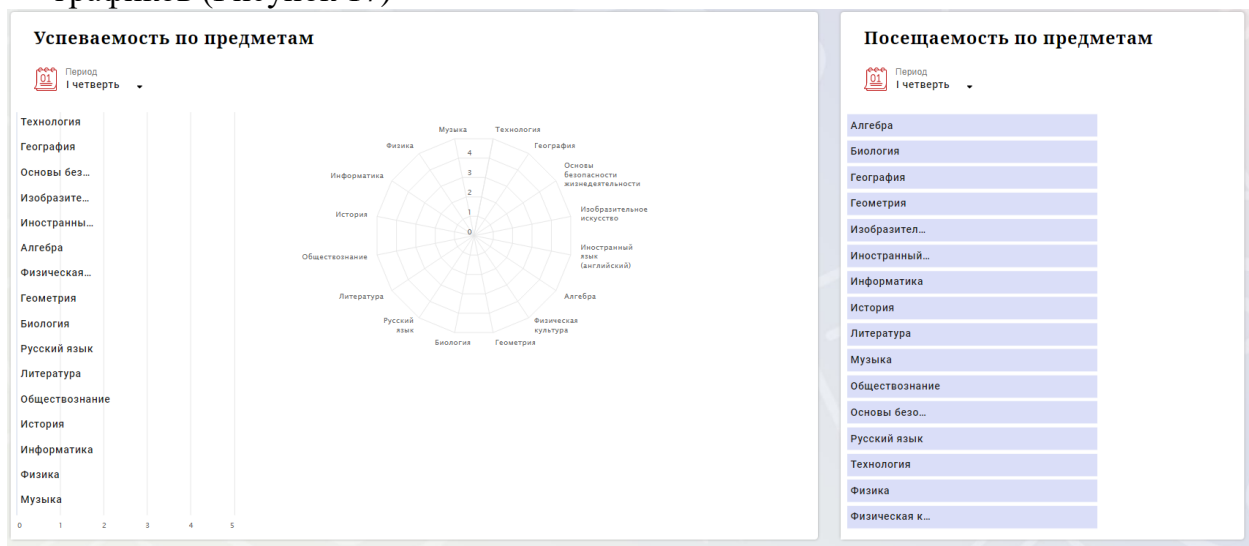 графиков (Рисунок 17)
Успеваемость по предметам
01
Период
I четверть
Технология
География
Основы без...
Изобразите...
Иностранны...
Алгебра
Физическая...
Геометрия
Биология
Русский язык
Литература
Обществознание
История
Информатика
Физика
Музыка
0 1 2 3 4 5
Музыка
Технология
Физика
География
Информатика
Основы
безопасности
жизнедеятельности
История
Изобразительное
искусство
Обществознание
Иностранный
язык
(английский)
Литература
Алгебра
Русский
язык
Физическая
культура
Биология
Геометрия
4
3
2
1
0
Посещаемость по предметам
01
Период
I четверть
Алгебра
Биология
География
Геометрия
Изобразител...
Иностранный...
Информатика
История
Литература
Музыка
Обществознание
Основы безо...
Русский язык
Технология
Физика
Физическая к...